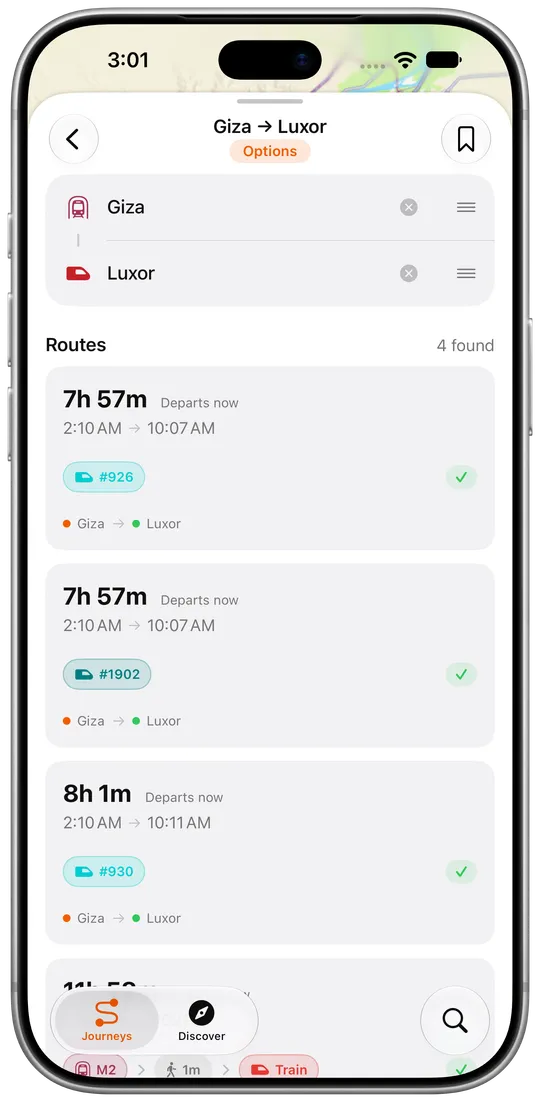 3:01
Giza → Luxor
Options
Giza
Luxor
Routes
4 found
7h 57m Departs now
2:10 AM → 10:07 AM
#926
Giza → Luxor
7h 57m Departs now
2:10 AM → 10:07 AM
#1902
Giza → Luxor
8h 1m Departs now
2:10 AM → 10:11 AM
#930
Giza → Luxor
Journeys
Discover
M2 > 1m > Train